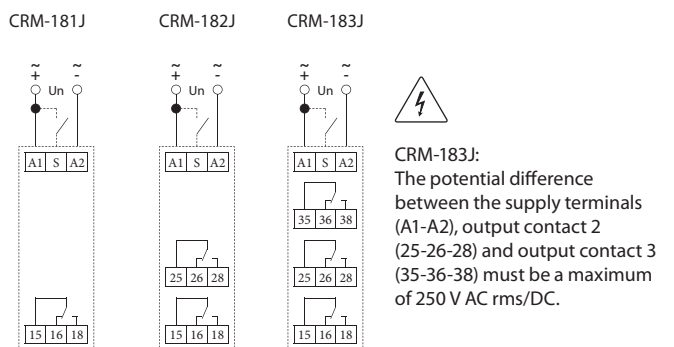 CRM-181J CRM-182J CRM-183J
~ ~ ~ ~ ~ ~
+ - + - + -
Un Un Un
A1 S A2 A1 S A2 A1 S A2
35 36 38
25 26 28 25 26 28
15 16 18 15 16 18 15 16 18
CRM-183J:
The potential difference
between the supply terminals
(A1-A2), output contact 2
(25-26-28) and output contact 3
(35-36-38) must be a maximum
of 250 V AC rms/DC.